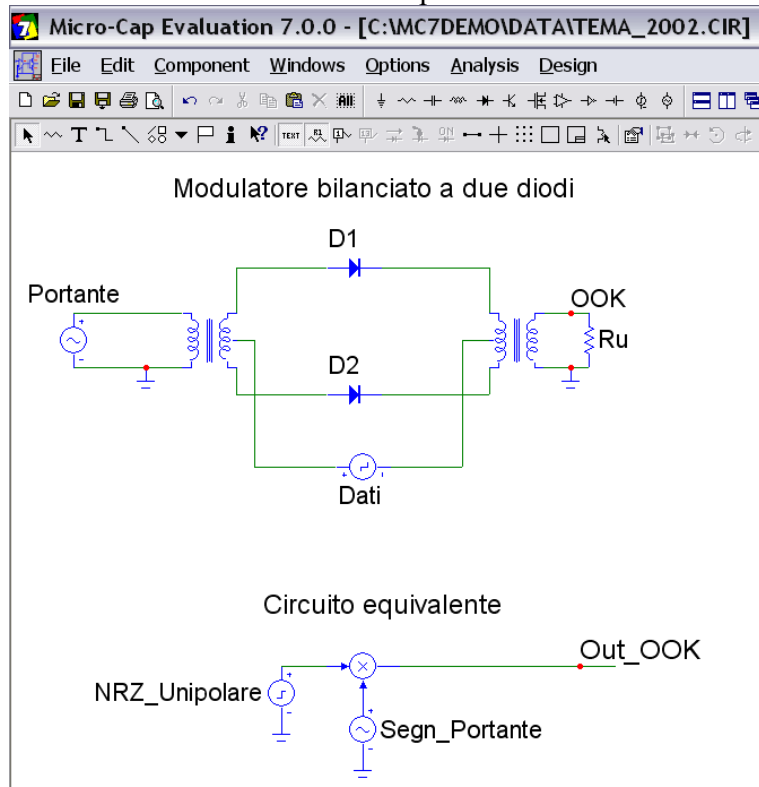 Micro-Cap Evaluation 7.0.0 - [C:\MC7DEMO\DATA\TEMA_2002.CIR]
File Edit Component Windows Options Analysis Design
Modulatore bilanciato a due diodi
D1
Portante
OOK
Ru
D2
Dati
Circuito equivalente
Out_OOK
NRZ_Unipolare
Segn_Portante